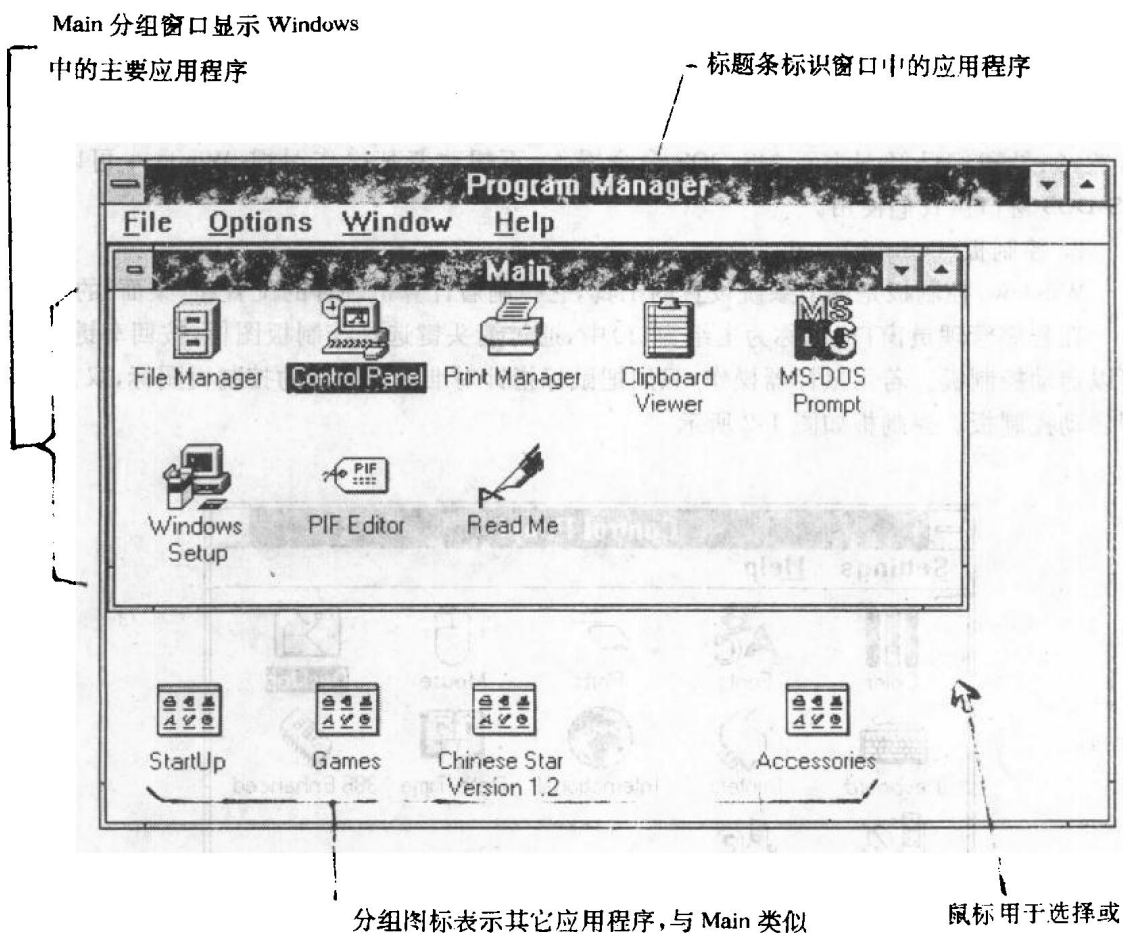 Main 分组窗口显示 Windows
中的主要应用程序
标题条标识窗口中的应用程序
Program Manager
File Options Window Help
Main
File Manager Control Panel Print Manager Clipboard Viewer MS-DOS Prompt
MS DOS
Windows Setup PIF Editor Read Me
PIF
StartUp Games Chinese Star Version 1.2 Accessories
分组图标表示其它应用程序,与 Main 类似
鼠标用于选择或